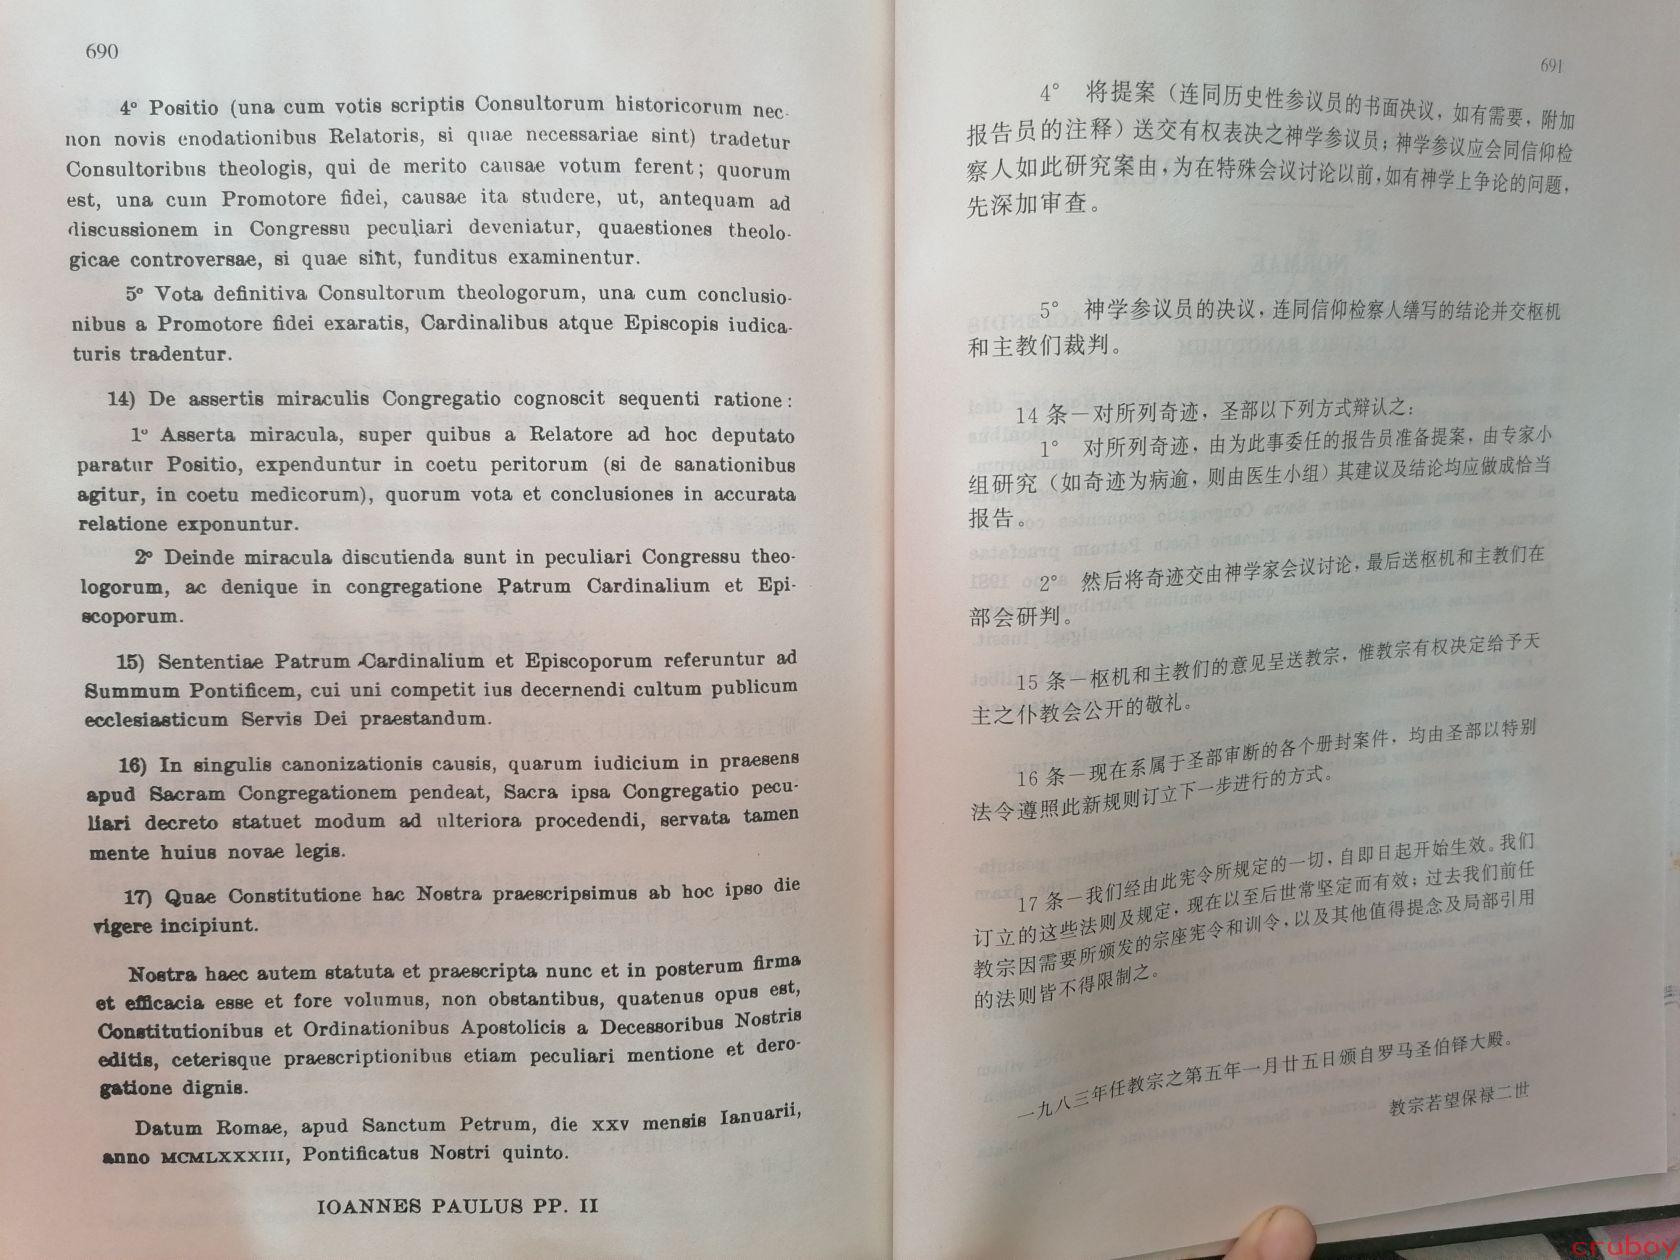 690
4° Positio (una cum votis scriptis Consultorum historicorum nec-
non novis enodationibus Relatoris, si quae necessariae sint) tradetur
Consultoribus theologis, qui de merito causae votum ferent; quorum
est, una cum Promotore fidei, causae ita studere, ut, antequam ad
discussionem in Congressu peculiari deveniatur, quaestiones theolo-
gicae controversae, si quae sint, funditus examinentur.
5° Vota definitiva Consultorum theologorum, una cum conclusio-
nibus a Promotore fidei exaratis, Cardinalibus atque Episcopis iudica-
turis tradentur.
14) De assertis miraculis Congregatio cognoscit sequenti ratione:
1° Asserta miracula, super quibus a Relatore ad hoc deputato
paratur Positio, expenduntur in coetu peritorum (si de sanationibus
agitur, in coetu medicorum), quorum vota et conclusiones in accurata
relatione exponuntur.
2° Deinde miracula discutienda sunt in peculiari Congressu theo-
logorum, ac denique in congregatione Patrum Cardinalium et Epi-
scoporum.
15) Sententiae Patrum Cardinalium et Episcoporum referuntur ad
Summum Pontificem, cui uni competit ius decernendi cultum publicum
ecclesiasticum Servis Dei praestandum.
16) In singulis canonizationis causis, quarum iudicium in praesens
apud Sacram Congregationem pendeat, Sacra ipsa Congregatio pecu-
liari decreto statuet modum ad ulteriora procedendi, servata tamen
mente huius novae legis.
17) Quae Constitutione hac Nostra praescripsimus ab hoc ipso die
vigere incipiunt.
Nostra haec autem statuta et praescripta nunc et in posterum firma
et efficacia esse et fore volumus, non obstantibus, quatenus opus est,
Constitutionibus et Ordinationibus Apostolicis a Decessoribus Nostris
editis, ceterisque praescriptionibus etiam peculiari mentione et dero-
gatione dignis.
Datum Romae, apud Sanctum Petrum, die XXV mensis Ianuarii,
anno MCMLXXXIII, Pontificatus Nostri quinto.
IOANNES PAULUS PP. II
691
4° 将提案（连同历史性参议员的书面决议，如有需要，附加
报告员的注释）送交有权表决之神学参议员；神学参议应会同信仰检
察人如此研究案由，为在特殊会议讨论以前，如有神学上争论的问题，
先深加审查。
5° 神学参议员的决议，连同信仰检察人缮写的结论并交枢机
和主教们裁判。
14 条－对所列奇迹，圣部以下列方式辩认之：
1° 对所列奇迹，由为此事委任的报告员准备提案，由专家小
组研究（如奇迹为病逾，则由医生小组）其建议及结论均应做成恰当
报告。
2° 然后将奇迹交由神学家会议讨论，最后送枢机和主教们在
部会研判。
15 条－枢机和主教们的意见呈送教宗，惟教宗有权决定给予天
主之仆教会公开的敬礼。
16 条－现在系属于圣部审断的各个册封案件，均由圣部以特别
法令遵照此新规则订立下一步进行的方式。
17 条－我们经由此宪令所规定的一切，自即日起开始生效。我们
订立的这些法则及规定，现在以至后世常坚定而有效；过去我们前任
教宗因需要所颁发的宗座宪令和训令，以及其他值得提念及局部引用
的法则皆不得限制之。
一九八三年任教宗之第五年一月廿五日颁自罗马圣伯铎大殿。
教宗若望保禄二世
cruboy